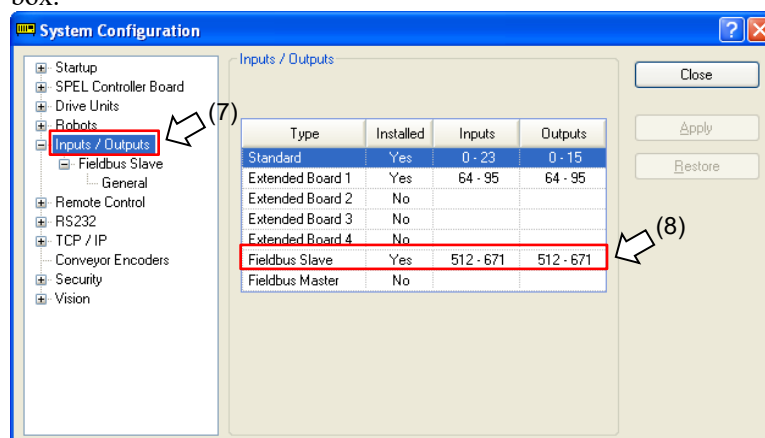 box.
System Configuration
Startup
SPEL Controller Board
Drive Units
Robots
Inputs / Outputs
Fieldbus Slave
General
Remote Control
RS232
TCP / IP
Conveyor Encoders
Security
Vision
(7)
Inputs / Outputs
Type Installed Inputs Outputs
Standard Yes 0 - 23 0 - 15
Extended Board 1 Yes 64 - 95 64 - 95
Extended Board 2 No
Extended Board 3 No
Extended Board 4 No
Fieldbus Slave Yes 512 - 671 512 - 671
Fieldbus Master No
(8)
Close
Apply
Restore